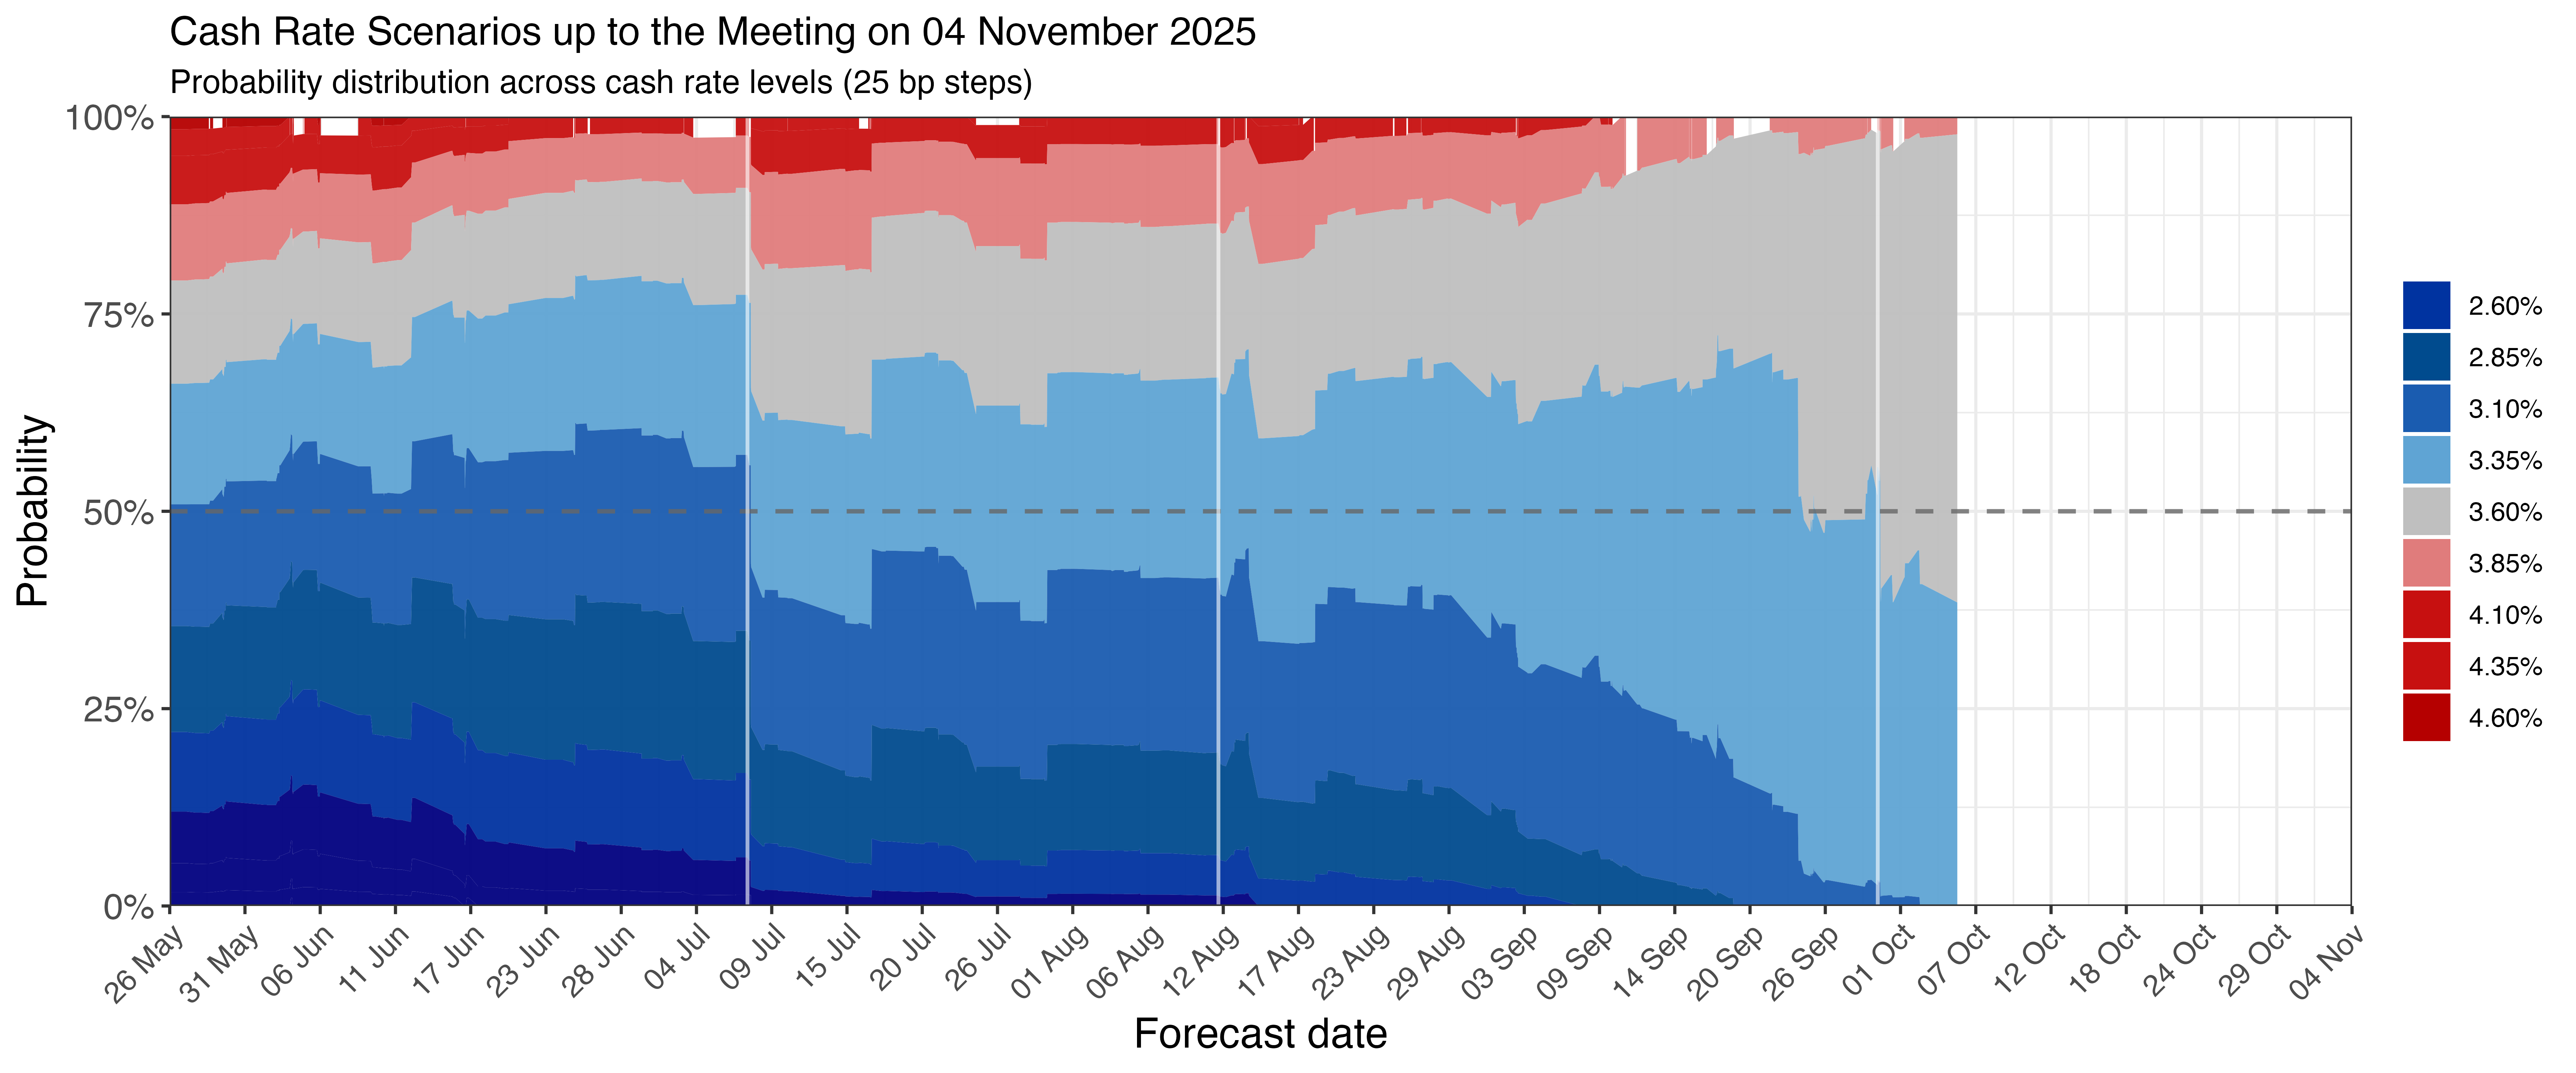 Cash Rate Scenarios up to the Meeting on 04 November 2025
Probability distribution across cash rate levels (25 bp steps)
Probability
100%
75%
50%
25%
0%
26 May
31 May
06 Jun
11 Jun
17 Jun
23 Jun
28 Jun
04 Jul
09 Jul
15 Jul
20 Jul
26 Jul
01 Aug
06 Aug
12 Aug
17 Aug
23 Aug
29 Aug
03 Sep
09 Sep
14 Sep
20 Sep
26 Sep
01 Oct
07 Oct
12 Oct
18 Oct
24 Oct
29 Oct
04 Nov
Forecast date
2.60%
2.85%
3.10%
3.35%
3.60%
3.85%
4.10%
4.35%
4.60%